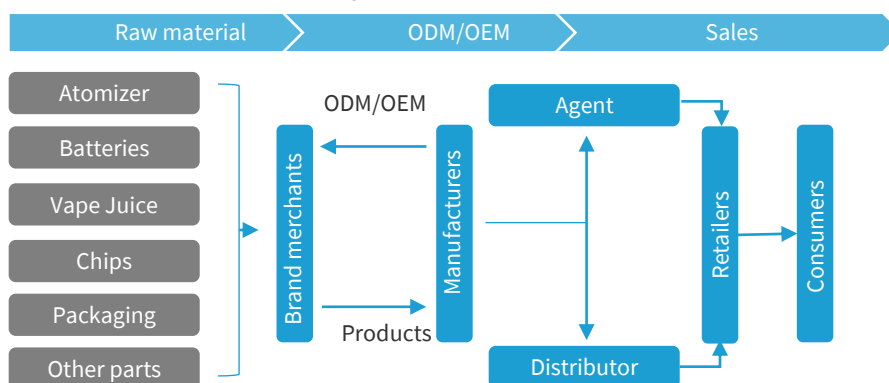 Raw material
ODM/OEM
Sales
Atomizer
Batteries
Vape Juice
Chips
Packaging
Other parts
Brand merchants
ODM/OEM
Products
Manufacturers
Agent
Distributor
Retailers
Consumers